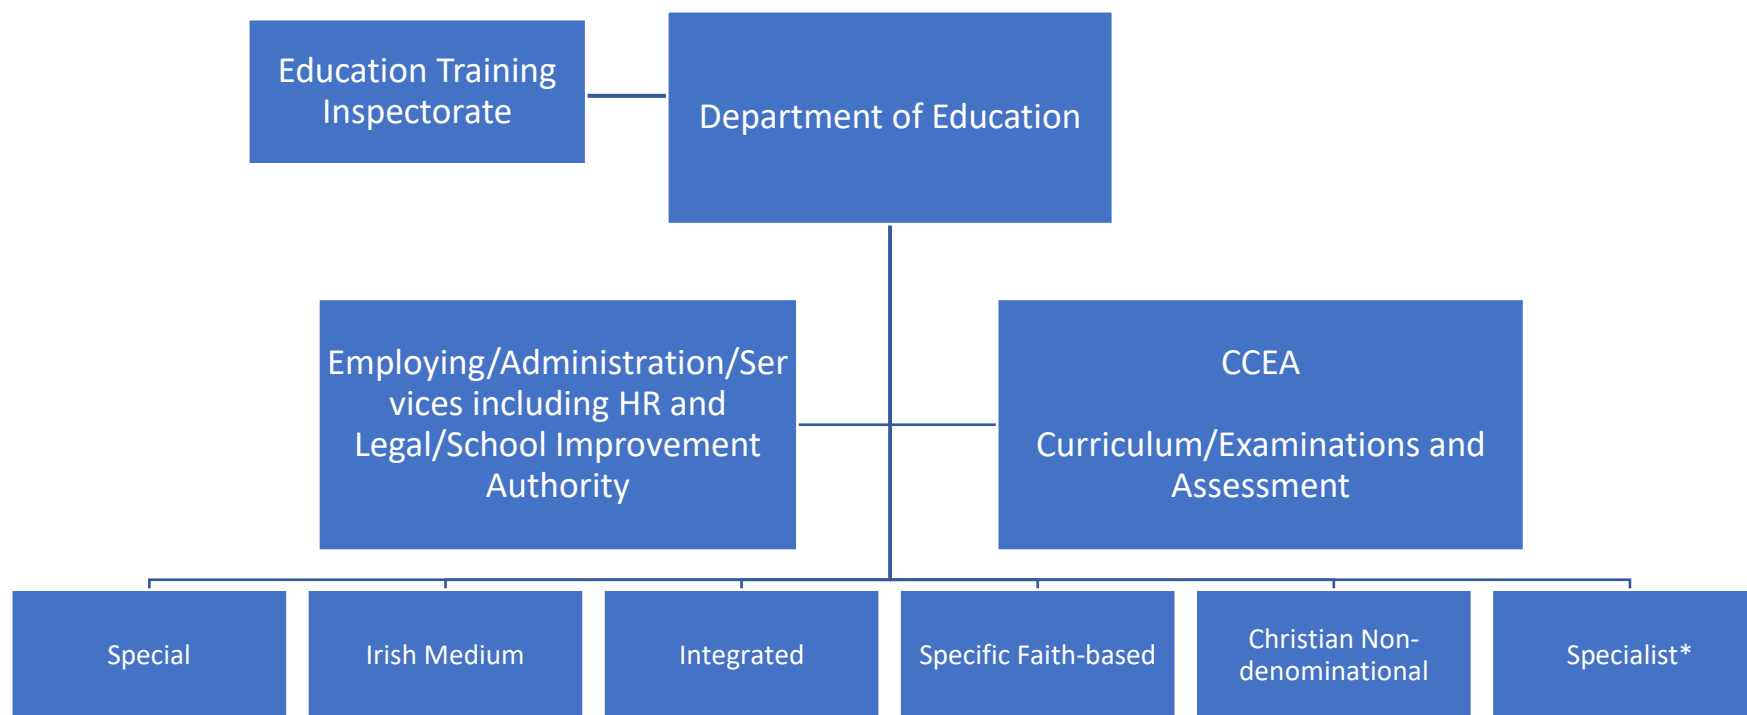 Education Training
Inspectorate
Department of Education
Employing/Administration/Ser
vices including HR and
Legal/School Improvement
Authority
CCEA
Curriculum/Examinations and
Assessment
Special
Irish Medium
Integrated
Specific Faith-based
Christian Non-
denominational
Specialist*